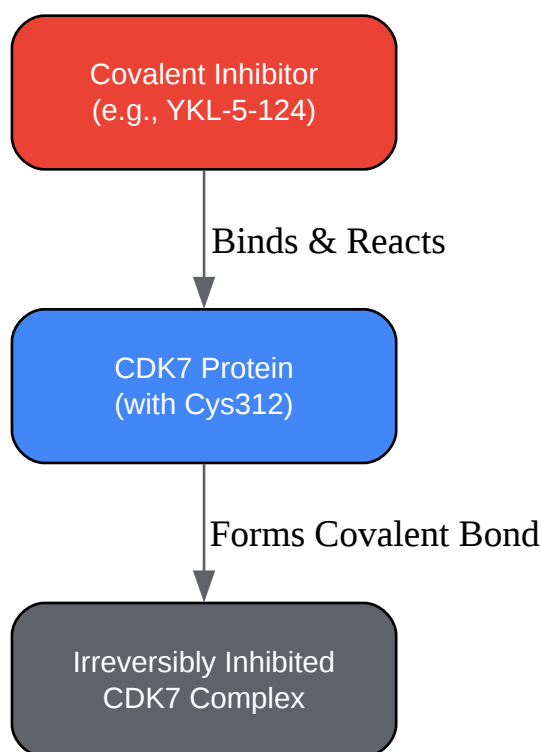 Covalent Inhibitor
(e.g., YKL-5-124)
Binds & Reacts
CDK7 Protein
(with Cys312)
Forms Covalent Bond
Irreversibly Inhibited
CDK7 Complex